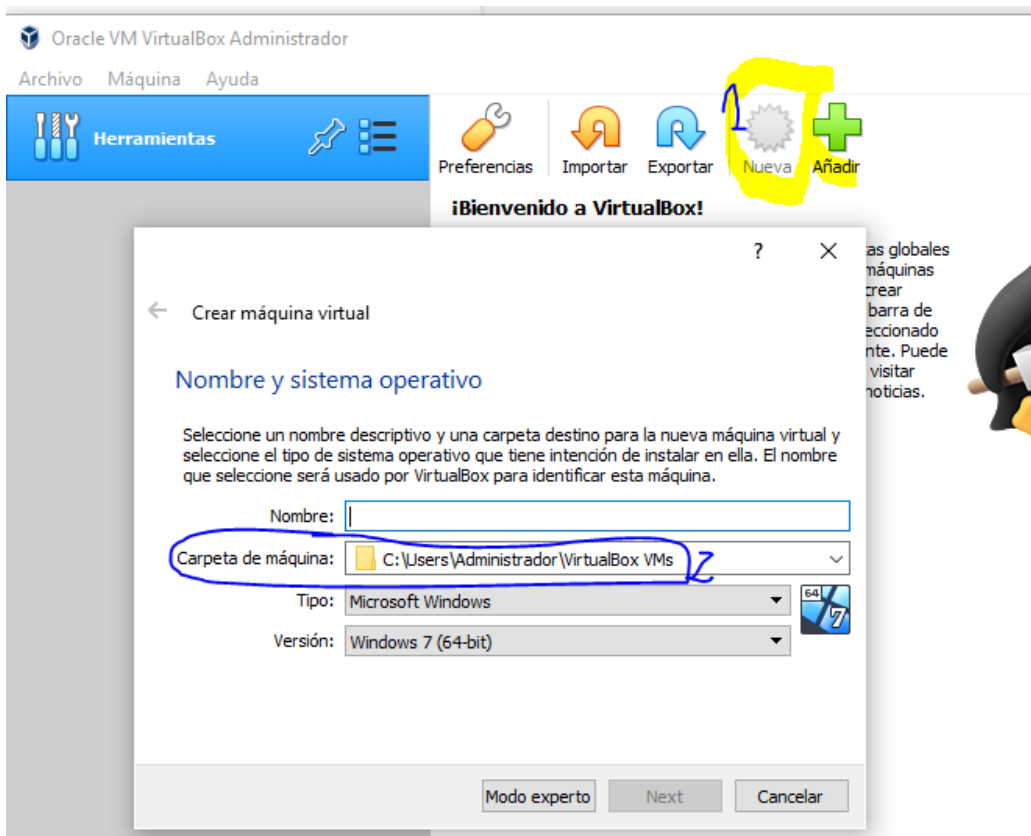 Oracle VM VirtualBox Administrador
Archivo Máquina Ayuda
Herramientas
Preferencias Importar Exportar Nueva Añadir
1
¡Bienvenido a VirtualBox!
as globales
máquinas
crear
barra de
eccionado
nte. Puede
visitar
noticias.
?
Crear máquina virtual
Nombre y sistema operativo
Seleccione un nombre descriptivo y una carpeta destino para la nueva máquina virtual y
seleccione el tipo de sistema operativo que tiene intención de instalar en ella. El nombre
que seleccione será usado por VirtualBox para identificar esta máquina.
Nombre:
Carpeta de máquina: C:\Users\Administrador\VirtualBox VMs 2
Tipo: Microsoft Windows
64
7
Versión: Windows 7 (64-bit)
Modo experto Next Cancelar